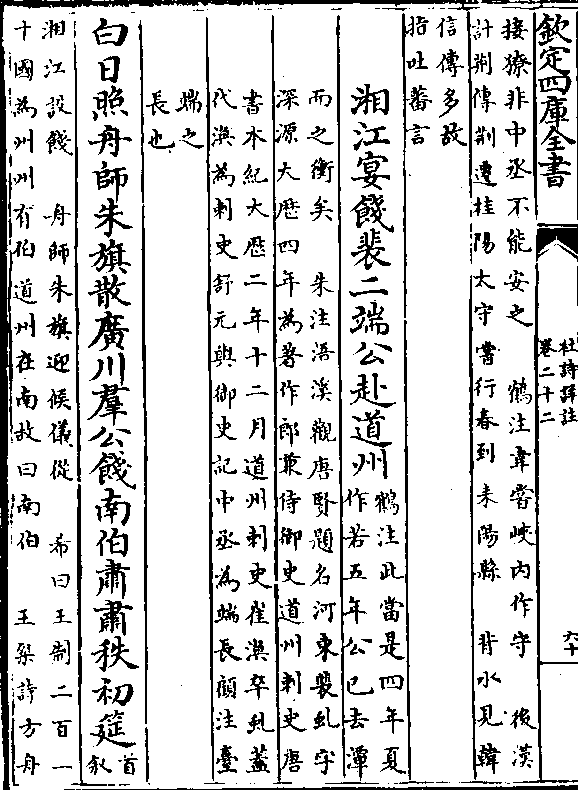 欽定四庫全書
杜詩詳註
卷二十二
六十
接獠非中丞不能安之　鶴注韋當峽內作守　後漢
計荆傳荆遷桂陽太守嘗行春到耒陽縣　背水見韓
信傳多故
指吐蕃言
湘江宴餞裴二端公赴道州
鶴注此當是四年夏
作若五年公已去潭
而之衡矣　朱注浯溪觀唐賢題名河東裴虬字
深源大歴四年為著作郎兼侍御史道州刺史唐
書本紀大歴二年十二月道州刺史崔渙卒虬蓋
代渙為刺史舒元輿御史記中丞為端長顧注臺
端之
長也
白日照舟師朱旗散廣川羣公餞南伯肅肅秩初筵
首
敘
湘江設餞　舟師朱旗迎候儀從　希曰王制二百一
十國為州州有伯道州在南故曰南伯　王粲詩方舟